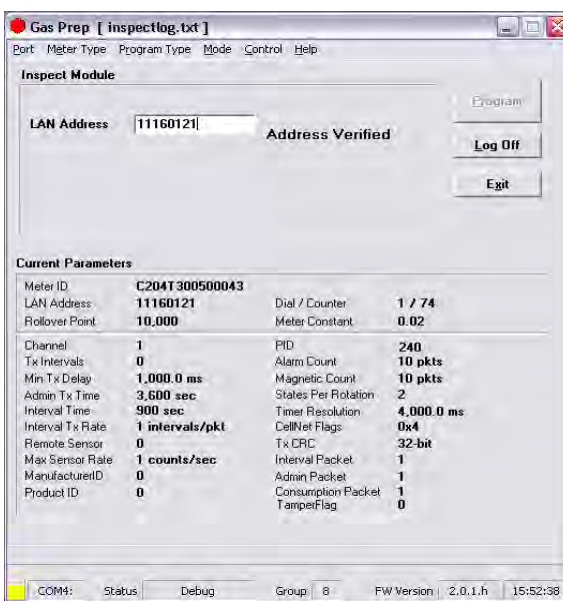 Gas Prep [ inspectlog.txt ]
Port Meter Type Program Type Mode Control Help
Inspect Module
Program
LAN Address 11160121 Address Verified
Log Off
Exit
Current Parameters
Meter ID C204T300500043
LAN Address 11160121 Dial / Counter 1 / 74
Rollover Point 10,000 Meter Constant 0.02
Channel 1 PID 240
Tx Intervals 0 Alarm Count 10 pkts
Min Tx Delay 1,000.0 ms Magnetic Count 10 pkts
Admin Tx Time 3,600 sec States Per Rotation 2
Interval Time 900 sec Timer Resolution 4,000.0 ms
Interval Tx Rate 1 intervals/pkt CellNet Flags 0x4
Remote Sensor 0 Tx CRC 32-bit
Max Sensor Rate 1 counts/sec Interval Packet 1
ManufacturerID 0 Admin Packet 1
Product ID 0 Consumption Packet 1
TamperFlag 0
COM4: Status Debug Group 8 FW Version 2.0.1.h 15:52:38